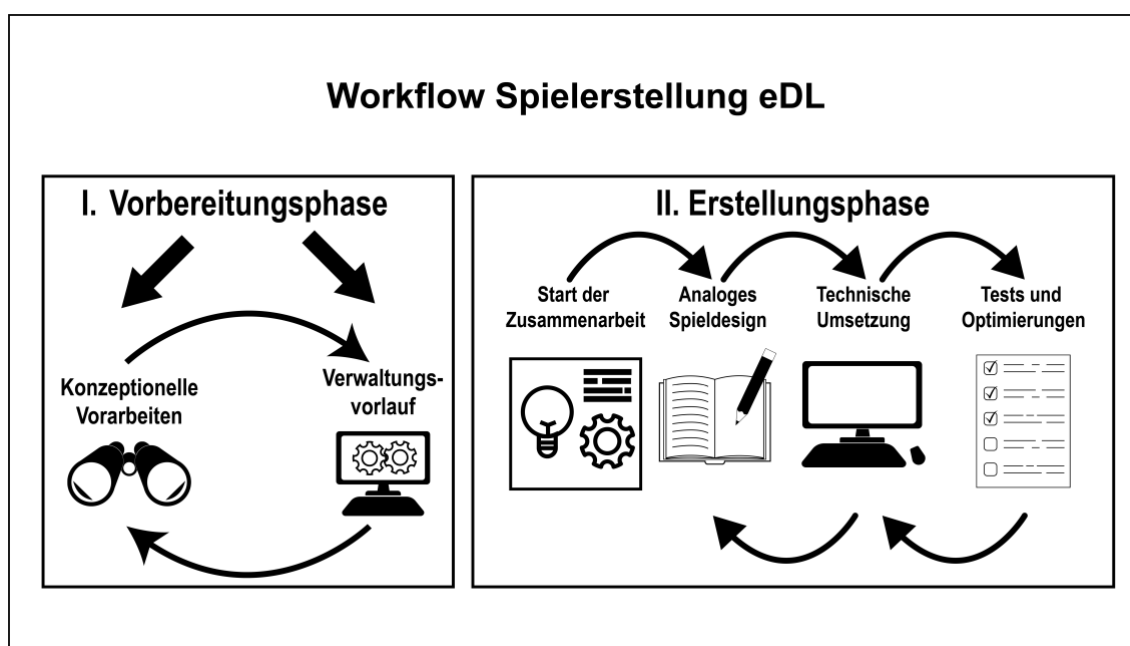 Workflow Spielerstellung eDL
I. Vorbereitungsphase
Konzeptionelle
Vorarbeiten
Verwaltungs-
vorlauf
II. Erstellungsphase
Start der
Zusammenarbeit
Analoges
Spieldesign
Technische
Umsetzung
Tests und
Optimierungen